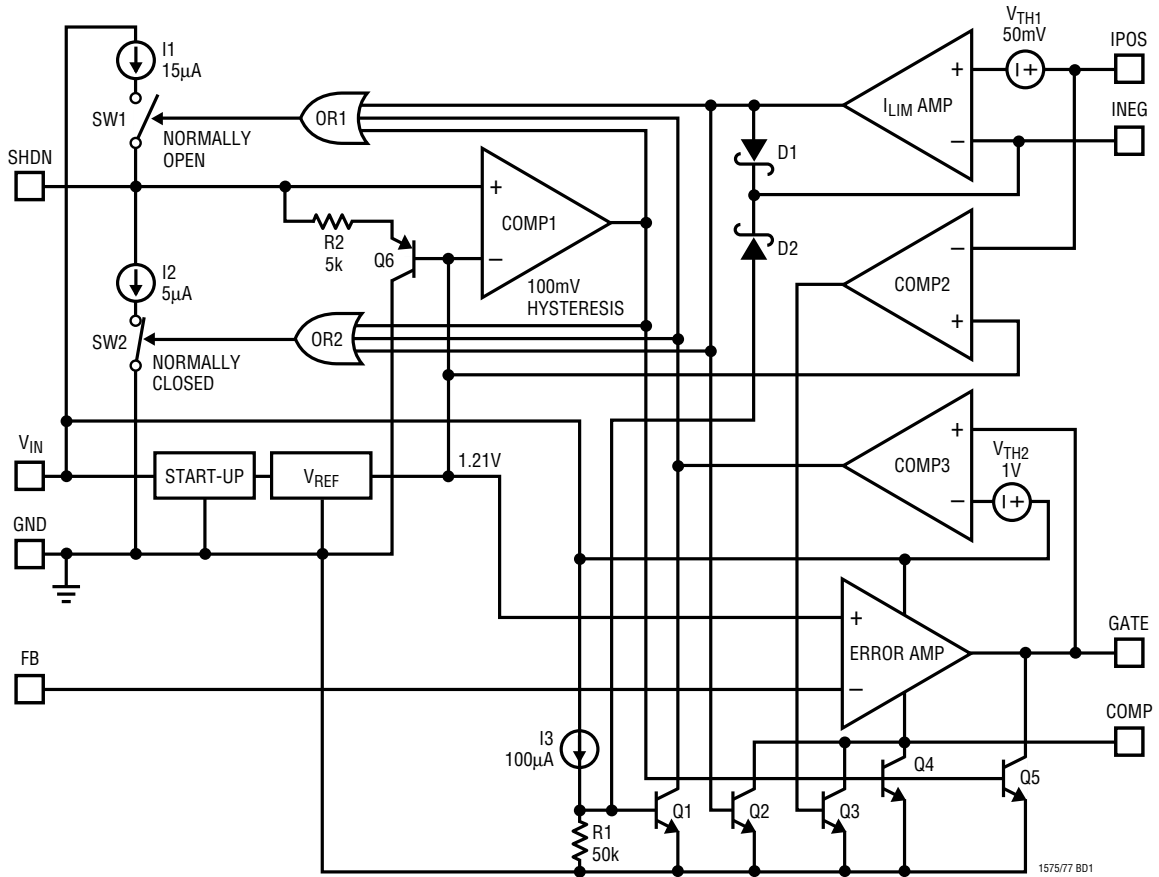 VTH1
50mV
IPOS
I1
15µA
+
I+
OR1
ILIM AMP
INEG
SW1
NORMALLY
OPEN
–
D1
SHDN
+
COMP1
R2
5k
Q6
–
D2
–
COMP2
I2
5µA
100mV
HYSTERESIS
+
SW2
OR2
NORMALLY
CLOSED
VIN
START-UP
VREF
1.21V
+
COMP3
VTH2
1V
–
I+
GND
+
ERROR AMP
GATE
FB
–
COMP
I3
100µA
Q4
Q5
Q1
Q2
Q3
R1
50k
1575/77 BD1